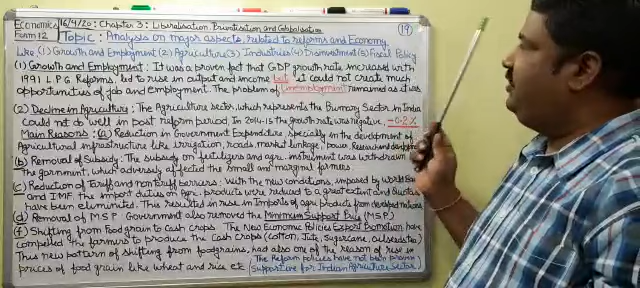 Economics 16/4/20: Chapter 3: Liberalisation Privatisation and Globalisation (19)
Form 12 Topic: Analysis on major aspects, related to reforms and Economy
Like, (1) Growth and Employment (2) Agriculture (3) Industries (4) Disinvestment (5) Fiscal Policy
(1) Growth and Employment: It was a proven fact that GDP growth rate increased with
1991 L.P.G Reforms, led to rise in output and income but it could not create much
opportunities of job and employment. The problem of Unemployment remained as it was
(2) Decline in Agriculture: The Agriculture sector, which represents the Primary Sector in India
Could not do well in post reform period. In 2014-15 the growth rate was negative, -0.2%
Main Reasons: (a) Reduction in Government Expenditure, specially in the development of
Agricultural infrastructure like irrigation, roads, market linkage, power, Research and
(b) Removal of Subsidy: The subsidy on fertilizers and agri. instrument was withdrawn
The government, which adversely affected the small and marginal farmers.
(c) Reduction of Tariff and non tariff barriers: With the new conditions, imposed by World
and IMF. The import duties on Agri. products were reduced to a great extent and Quotas
have been eliminated. This resulted in rise in Imports of agri products from developed nations
(d) Removal of M.S.P. Government also removed the Minimum Support Price (M.S.P)
(f) Shifting from Food grain to Cash crops. The New Economic Policies Export Promotion have
compelled the farmers to produce the Cash Crops (Cotton, Jute, Sugarcane, oilseeds etc)
This new pattern of shifting from foodgrains, had also one of the reason of rise in
prices of food grain like wheat and rice etc. The Reform policies have not been proven
Supportive for Indian Agriculture Sector.